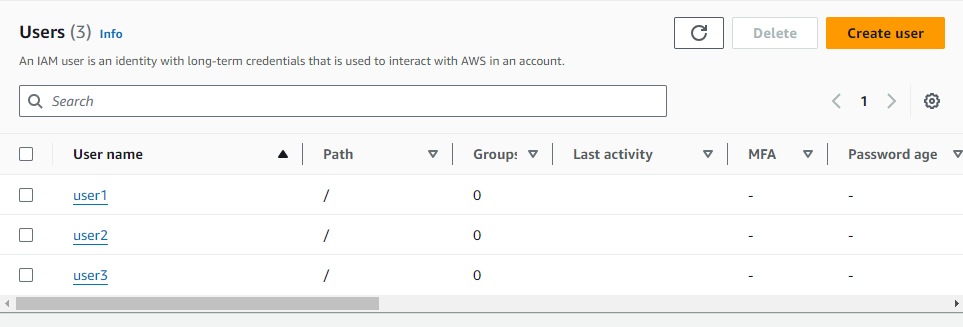 Users (3) Info
Delete
Create user
An IAM user is an identity with long-term credentials that is used to interact with AWS in an account.
Search
1
User name Path Groups Last activity MFA Password age
user1 / 0 - -
user2 / 0 - -
user3 / 0 - -